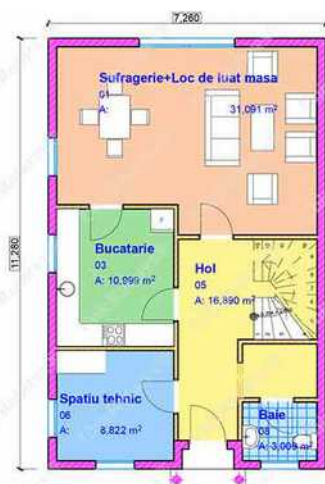 7,260
Sufragerie+Loc de luat masa
01
A: 31,091 m²
11,280
Bucatarie
03
A: 10,999 m²
Hol
05
A: 16,890 m²
Spatiu tehnic
06
A: 8,822 m²
Baie
08
A: 3,009 m²